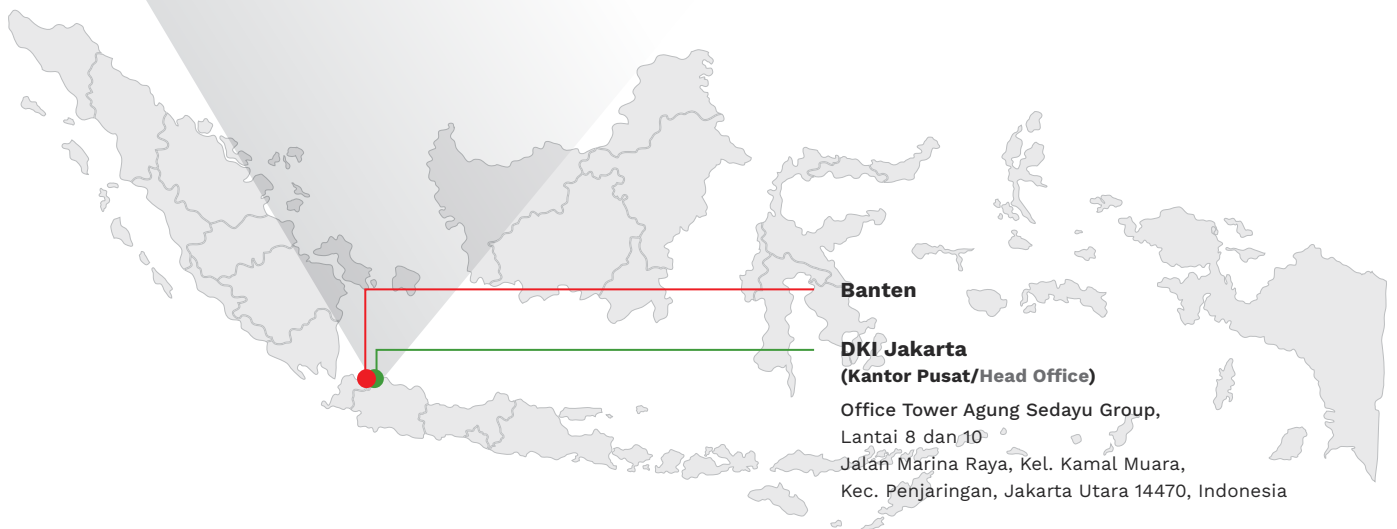 Banten
DKI Jakarta
(Kantor Pusat/Head Office)
Office Tower Agung Sedayu Group,
Lantai 8 dan 10
Jalan Marina Raya, Kel. Kamal Muara,
Kec. Penjaringan, Jakarta Utara 14470, Indonesia